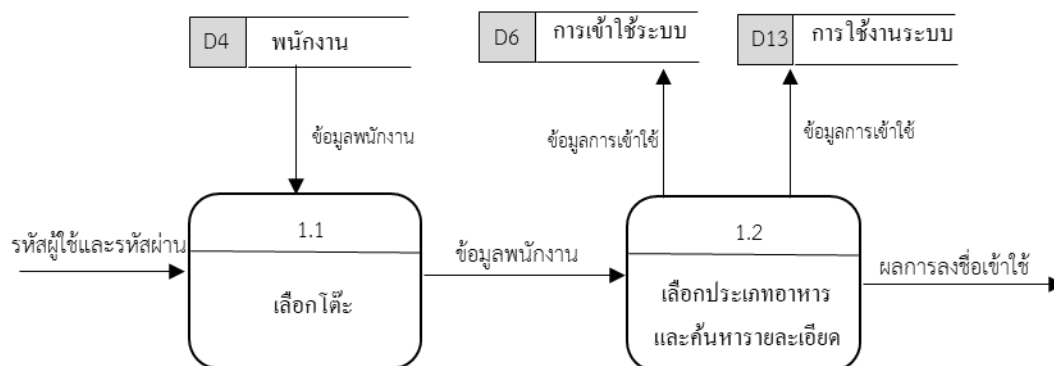 D4 พนักงาน
D6 การเข้าใช้ระบบ
D13 การใช้งานระบบ
ข้อมูลพนักงาน
ข้อมูลการเข้าใช้
ข้อมูลการเข้าใช้
รหัสผู้ใช้และรหัสผ่าน
1.1
เลือกโต๊ะ
ข้อมูลพนักงาน
1.2
เลือกประเภทอาหาร
และค้นหารายละเอียด
ผลการลงชื่อเข้าใช้